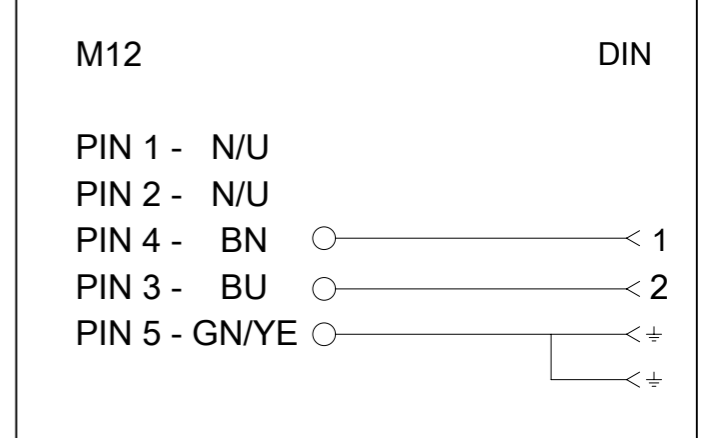 M12 DIN
PIN 1 - N/U
PIN 2 - N/U
PIN 4 - BN 1
PIN 3 - BU 2
PIN 5 - GN/YE